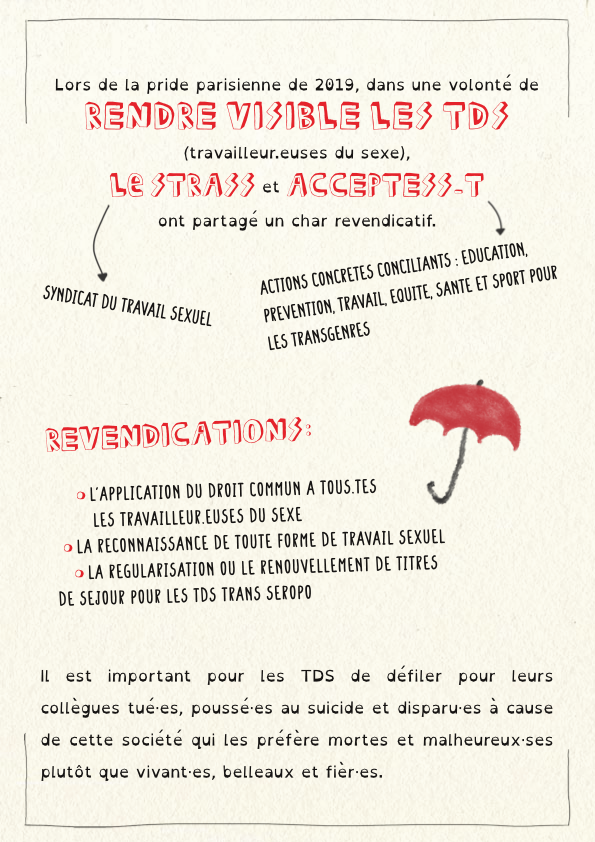 Lors de la pride parisienne de 2019, dans une volonté de
RENDRE VISIBLE LES TDS
(travailleur.euses du sexe),
Le STRASS et ACCEPTESS-T
ont partagé un char revendicatif.
SYNDICAT DU TRAVAIL SEXUEL
ACTIONS CONCRETES CONCILIANTS : EDUCATION,
PREVENTION, TRAVAIL, EQUITE, SANTE ET SPORT POUR
LES TRANSGENRES
REVENDICATIONS:
L'APPLICATION DU DROIT COMMUN A TOUS.TES
LES TRAVAILLEUR.EUSES DU SEXE
LA RECONNAISSANCE DE TOUTE FORME DE TRAVAIL SEXUEL
LA REGULARISATION OU LE RENOUVELLEMENT DE TITRES
DE SEJOUR POUR LES TDS TRANS SEROPO
Il est important pour les TDS de défiler pour leurs
collègues tué·es, poussé·es au suicide et disparu·es à cause
de cette société qui les préfère mortes et malheureux·ses
plutôt que vivant·es, belleaux et fièr·es.